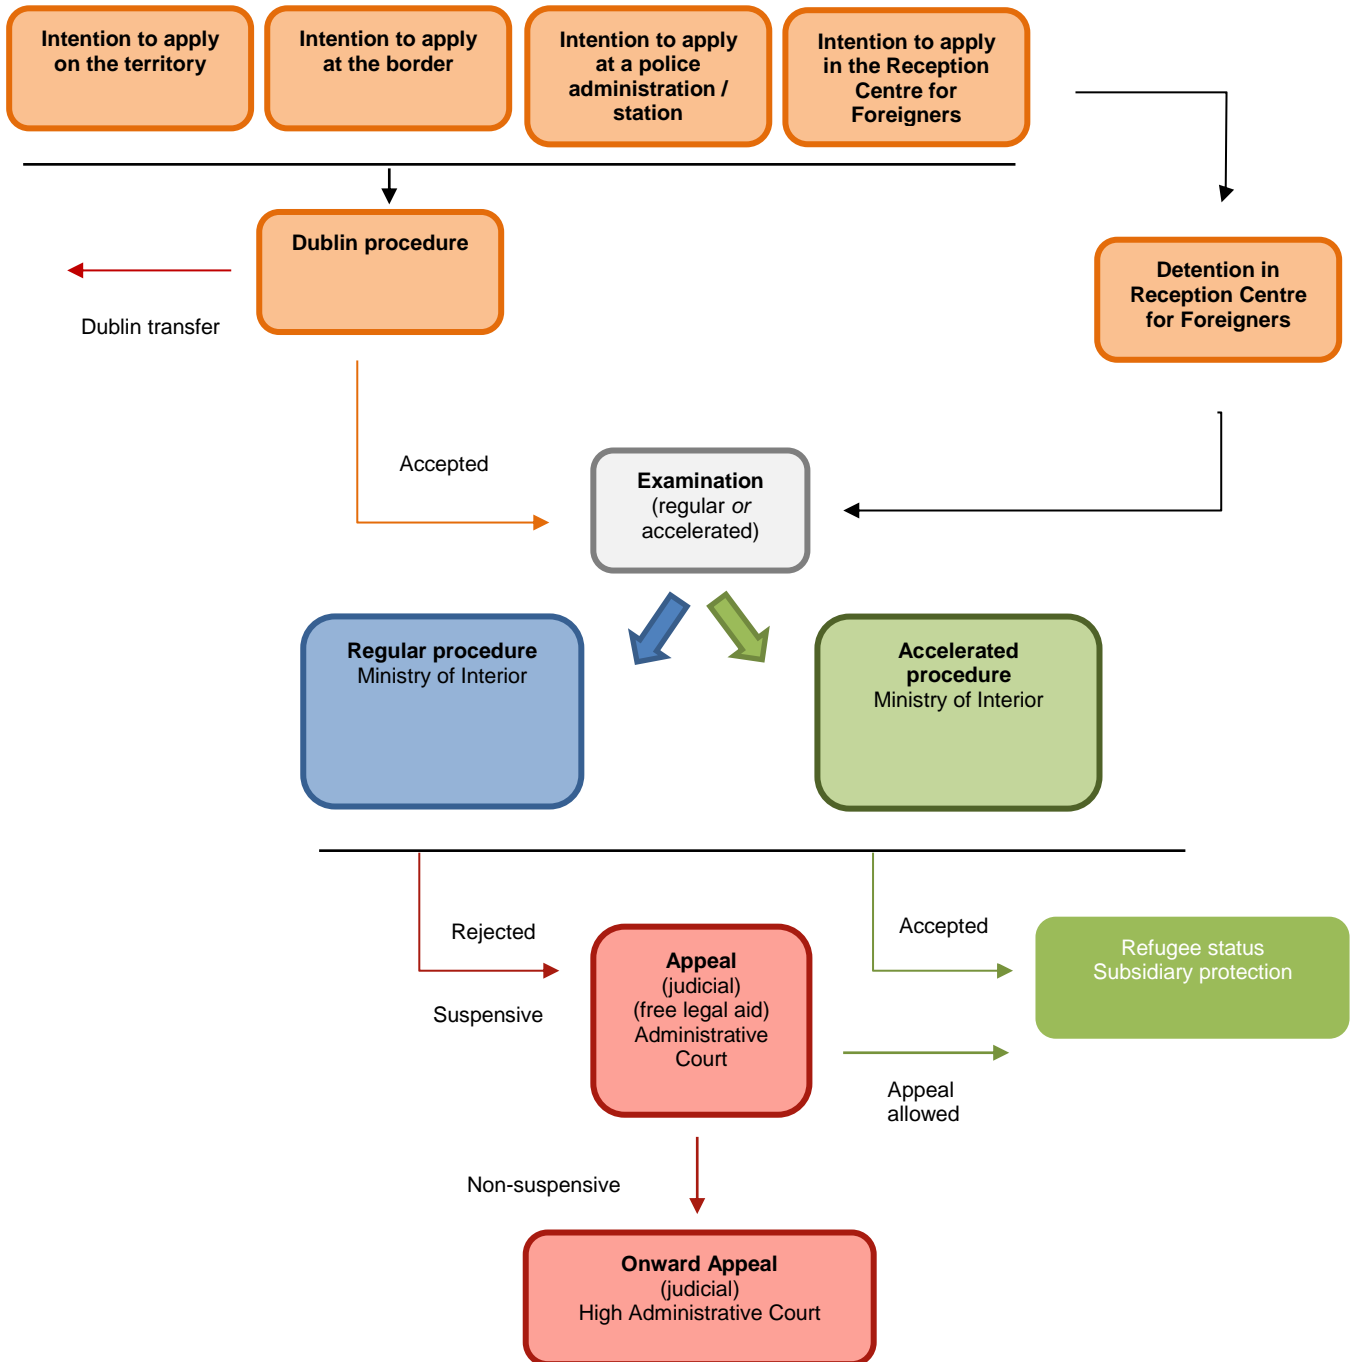 Intention to apply
on the territory
Intention to apply
at the border
Intention to apply
at a police
administration /
station
Intention to apply
in the Reception
Centre for
Foreigners
Dublin procedure
Dublin transfer
Detention in
Reception Centre
for Foreigners
Accepted
Examination
(regular or
accelerated)
Regular procedure
Ministry of Interior
Accelerated
procedure
Ministry of Interior
Rejected
Suspensive
Appeal
(judicial)
(free legal aid)
Administrative
Court
Accepted
Refugee status
Subsidiary protection
Appeal
allowed
Non-suspensive
Onward Appeal
(judicial)
High Administrative Court